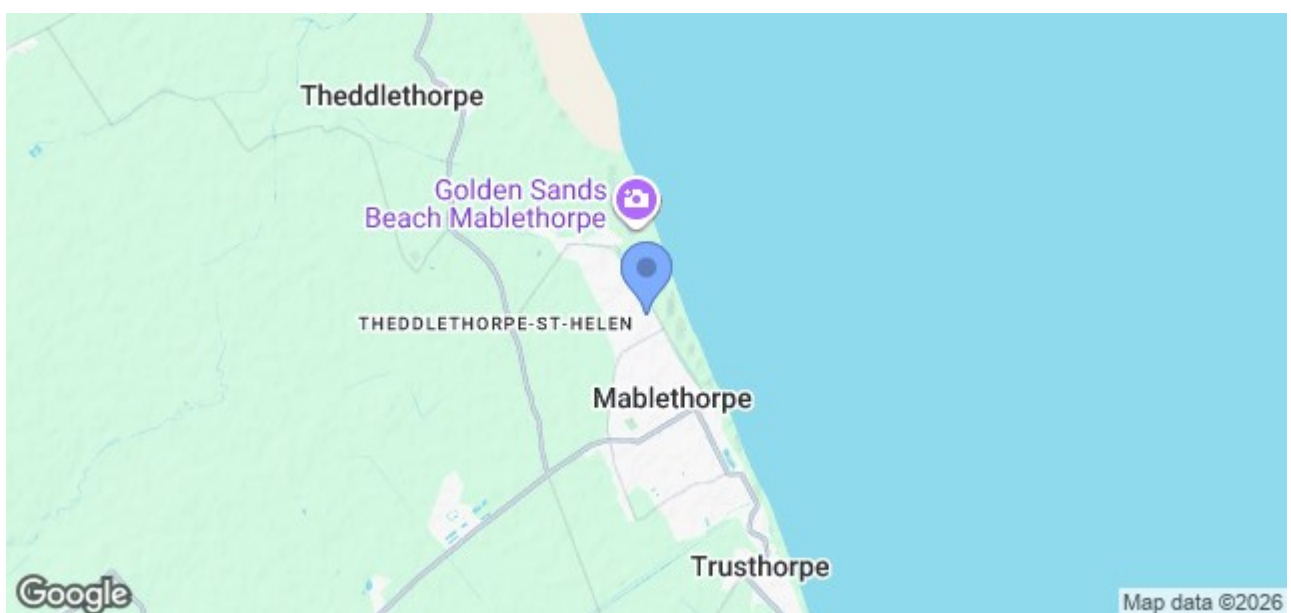 Theddlethorpe
Golden Sands
Beach Mablethorpe
THEDDLETHORPE-ST-HELEN
Mablethorpe
Trusthorpe
Google
Map data ©2026